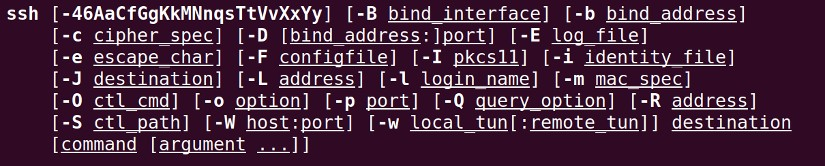 ssh [-46AaCfGgKkMNnqsTtVvXxYy] [-B bind_interface] [-b bind_address]
[-c cipher_spec] [-D [bind_address:]port] [-E log_file]
[-e escape_char] [-F configfile] [-I pkcs11] [-i identity_file]
[-J destination] [-L address] [-l login_name] [-m mac_spec]
[-O ctl_cmd] [-o option] [-p port] [-Q query_option] [-R address]
[-S ctl_path] [-W host:port] [-w local_tun[:remote_tun]] destination
[command [argument ...]]